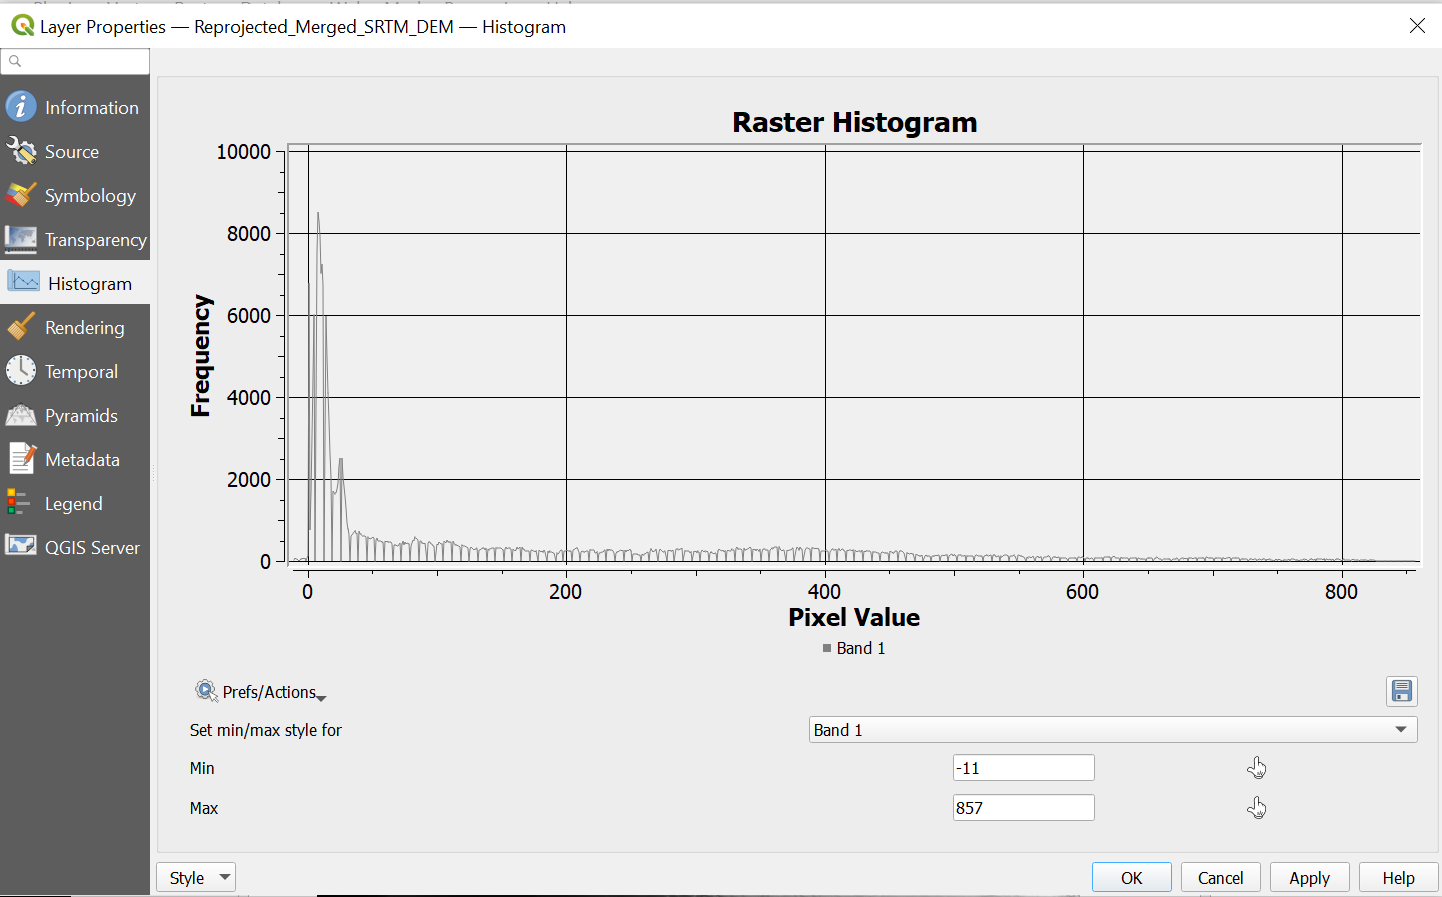 Layer Properties — Reprojected_Merged_SRTM_DEM — Histogram
Information
Source
Symbology
Transparency
Histogram
Rendering
Temporal
Pyramids
Metadata
Legend
QGIS Server
Raster Histogram
10000
8000
6000
4000
2000
0
Frequency
0 200 400 600 800
Pixel Value
Band 1
Prefs/Actions
Set min/max style for Band 1
Min -11
Max 857
Style OK Cancel Apply Help